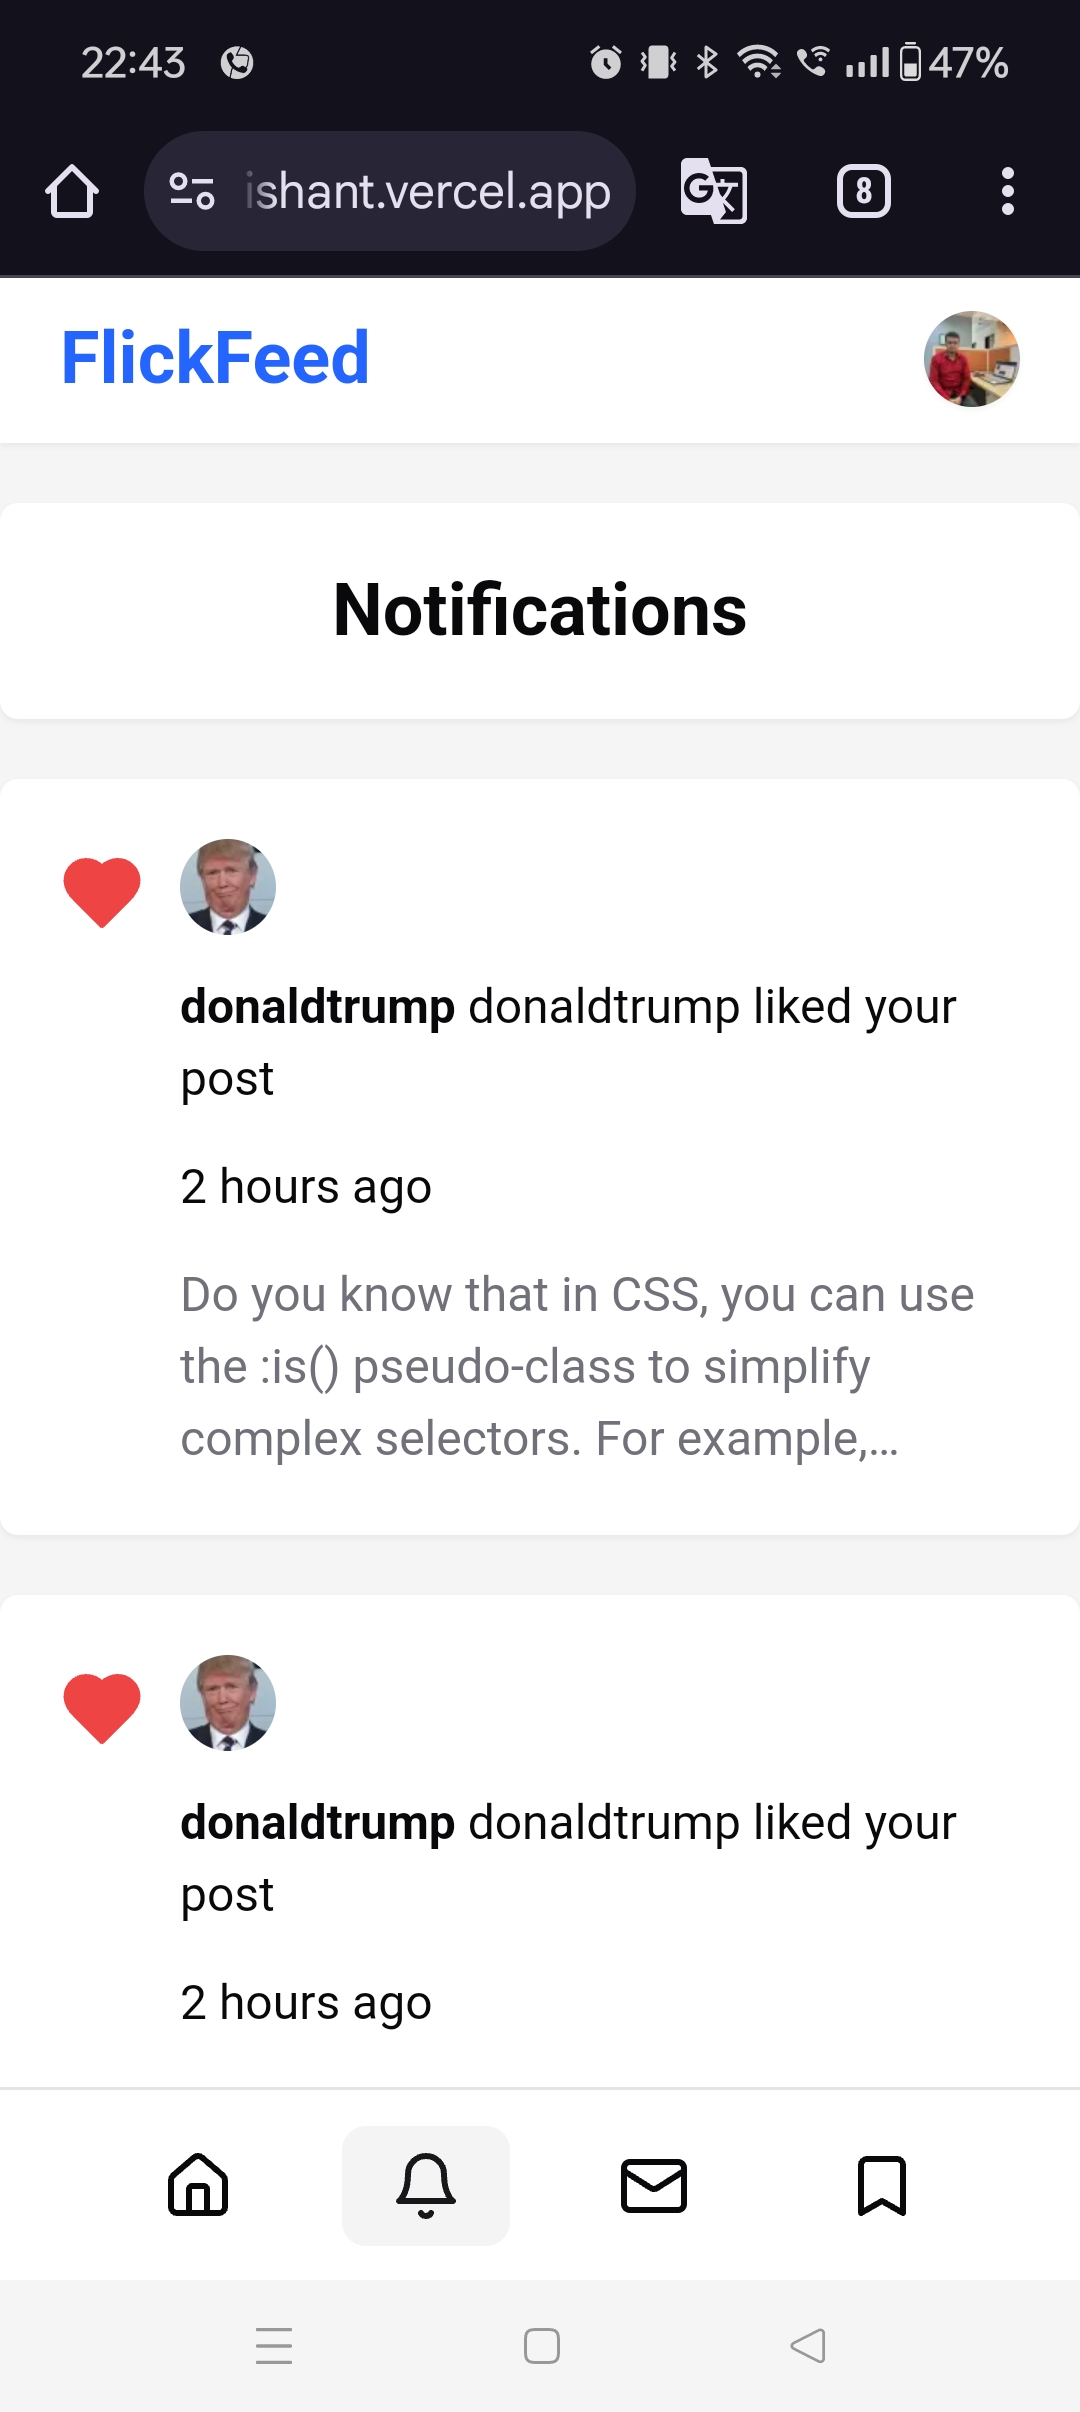 22:43
47%
ishant.vercel.app
8
FlickFeed
Notifications
donaldtrump donaldtrump liked your
post
2 hours ago
Do you know that in CSS, you can use
the :is() pseudo-class to simplify
complex selectors. For example,...
donaldtrump donaldtrump liked your
post
2 hours ago